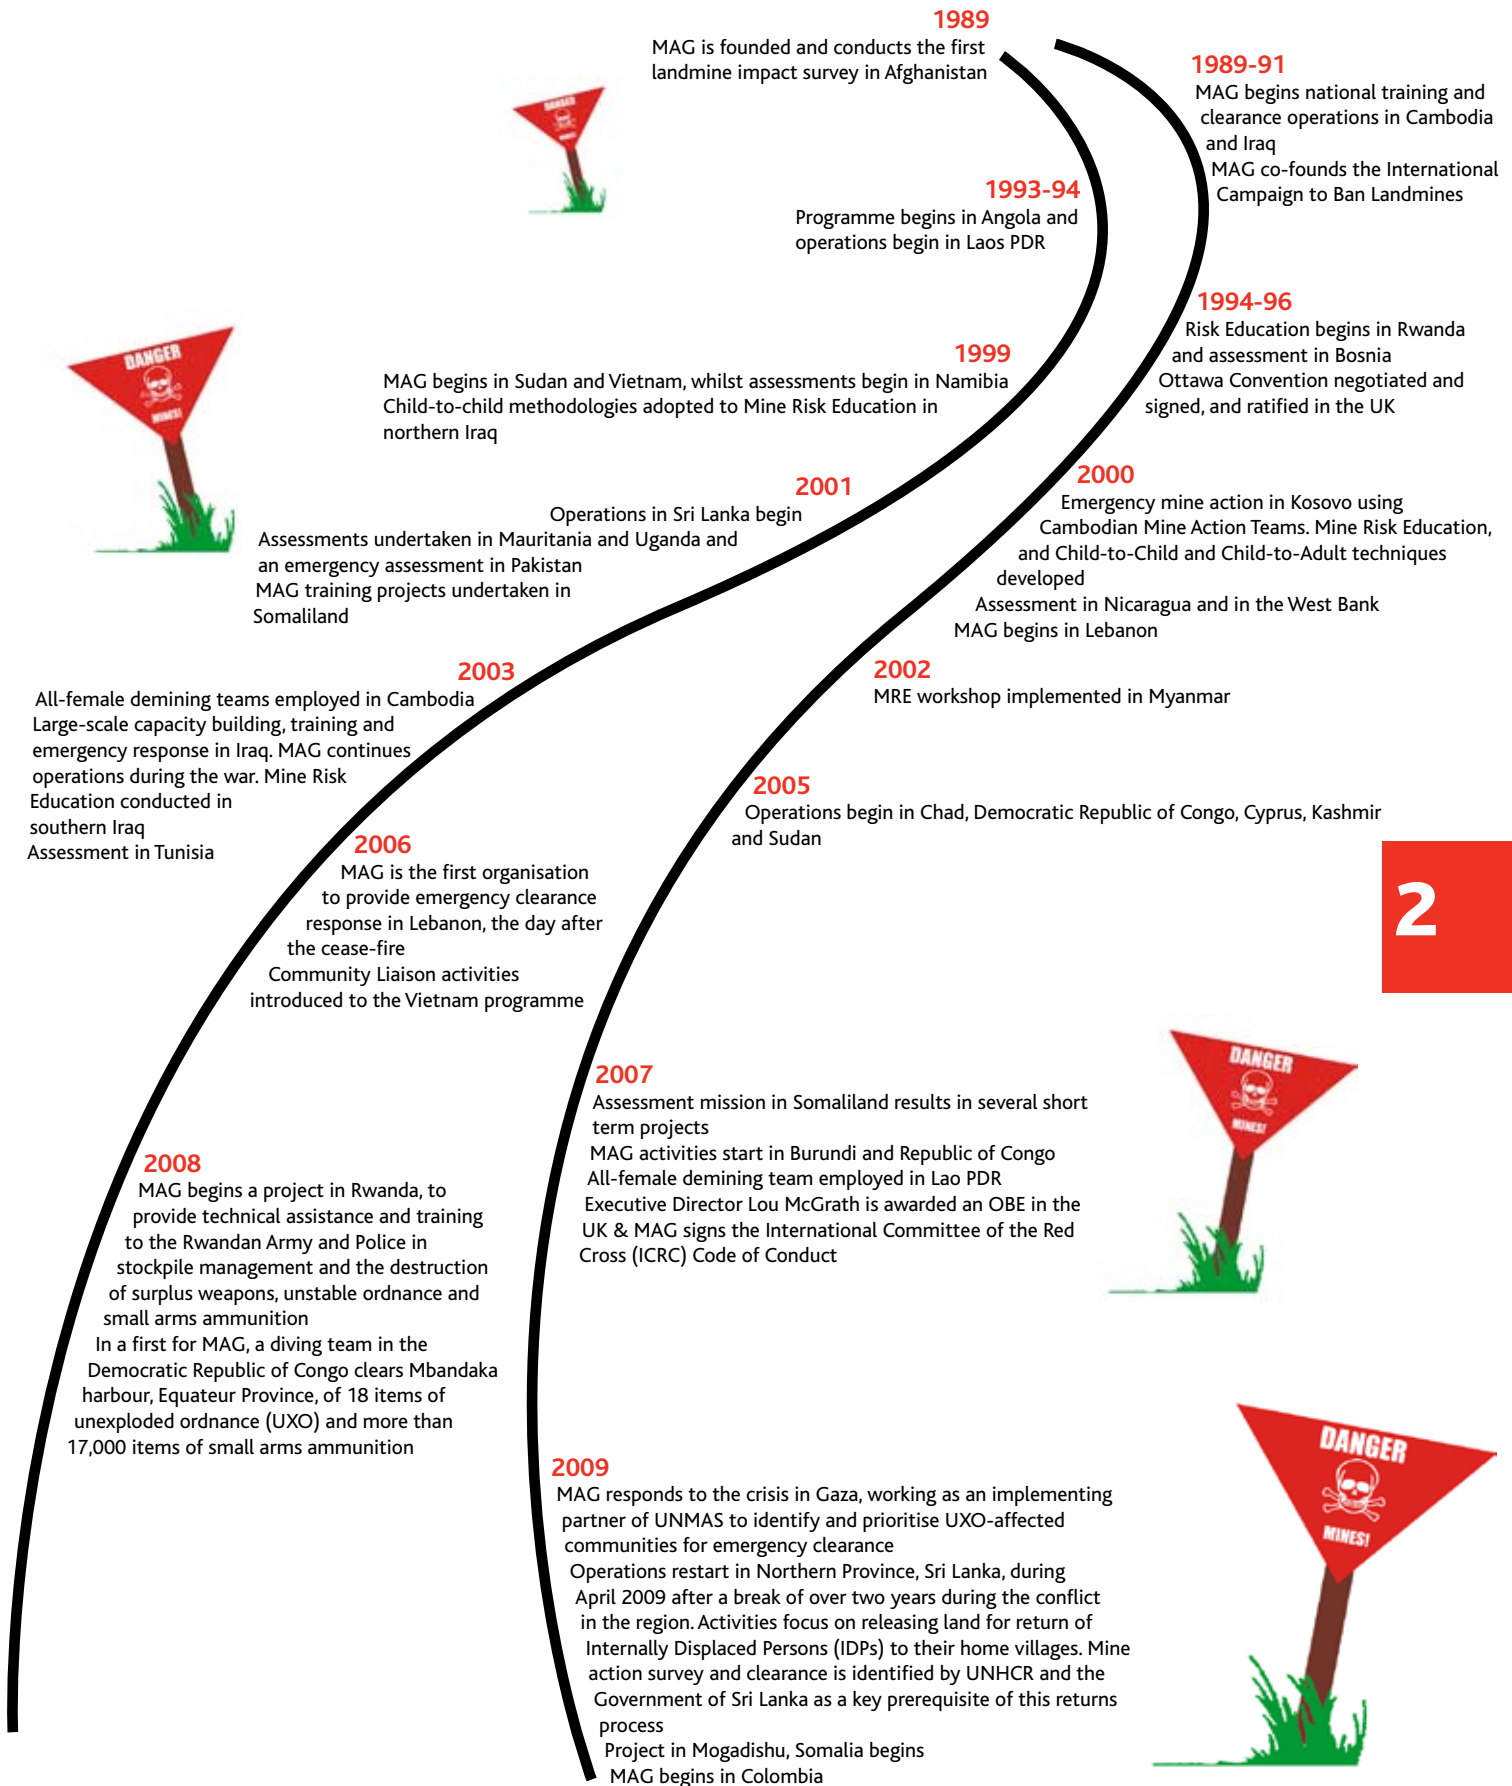 1989
MAG is founded and conducts the first
landmine impact survey in Afghanistan
1989-91
MAG begins national training and
clearance operations in Cambodia
and Iraq
MAG co-founds the International
Campaign to Ban Landmines
DANGER
MINES!
1993-94
Programme begins in Angola and
operations begin in Laos PDR
1994-96
Risk Education begins in Rwanda
and assessment in Bosnia
Ottawa Convention negotiated and
signed, and ratified in the UK
DANGER
MINES!
1999
MAG begins in Sudan and Vietnam, whilst assessments begin in Namibia
Child-to-child methodologies adopted to Mine Risk Education in
northern Iraq
2000
Emergency mine action in Kosovo using
Cambodian Mine Action Teams. Mine Risk Education,
and Child-to-Child and Child-to-Adult techniques
developed
Assessment in Nicaragua and in the West Bank
MAG begins in Lebanon
2001
Operations in Sri Lanka begin
Assessments undertaken in Mauritania and Uganda and
an emergency assessment in Pakistan
MAG training projects undertaken in
Somaliland
2002
MRE workshop implemented in Myanmar
2003
All-female demining teams employed in Cambodia
Large-scale capacity building, training and
emergency response in Iraq. MAG continues
operations during the war. Mine Risk
Education conducted in
southern Iraq
Assessment in Tunisia
2005
Operations begin in Chad, Democratic Republic of Congo, Cyprus, Kashmir
and Sudan
2006
MAG is the first organisation
to provide emergency clearance
response in Lebanon, the day after
the cease-fire
Community Liaison activities
introduced to the Vietnam programme
2
2007
Assessment mission in Somaliland results in several short
term projects
MAG activities start in Burundi and Republic of Congo
All-female demining team employed in Lao PDR
Executive Director Lou McGrath is awarded an OBE in the
UK & MAG signs the International Committee of the Red
Cross (ICRC) Code of Conduct
DANGER
MINES!
2008
MAG begins a project in Rwanda, to
provide technical assistance and training
to the Rwandan Army and Police in
stockpile management and the destruction
of surplus weapons, unstable ordnance and
small arms ammunition
In a first for MAG, a diving team in the
Democratic Republic of Congo clears Mbandaka
harbour, Equateur Province, of 18 items of
unexploded ordnance (UXO) and more than
17,000 items of small arms ammunition
2009
MAG responds to the crisis in Gaza, working as an implementing
partner of UNMAS to identify and prioritise UXO-affected
communities for emergency clearance
Operations restart in Northern Province, Sri Lanka, during
April 2009 after a break of over two years during the conflict
in the region. Activities focus on releasing land for return of
Internally Displaced Persons (IDPs) to their home villages. Mine
action survey and clearance is identified by UNHCR and the
Government of Sri Lanka as a key prerequisite of this returns
process
Project in Mogadishu, Somalia begins
MAG begins in Colombia
DANGER
MINES!